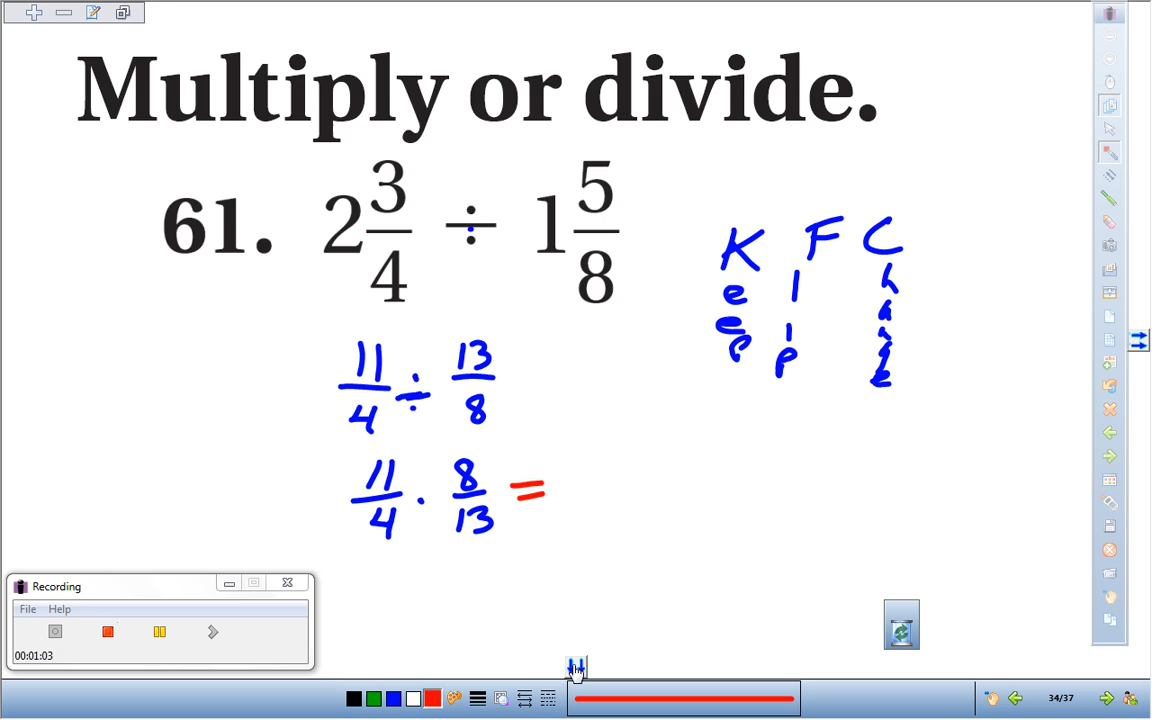 Multiply or divide.
61. 2 3/4 ÷ 1 5/8
K F C
Keep
Flip
Change
11/4 ÷ 13/8
11/4 · 8/13 =
Recording
File Help
00:01:03
34/37